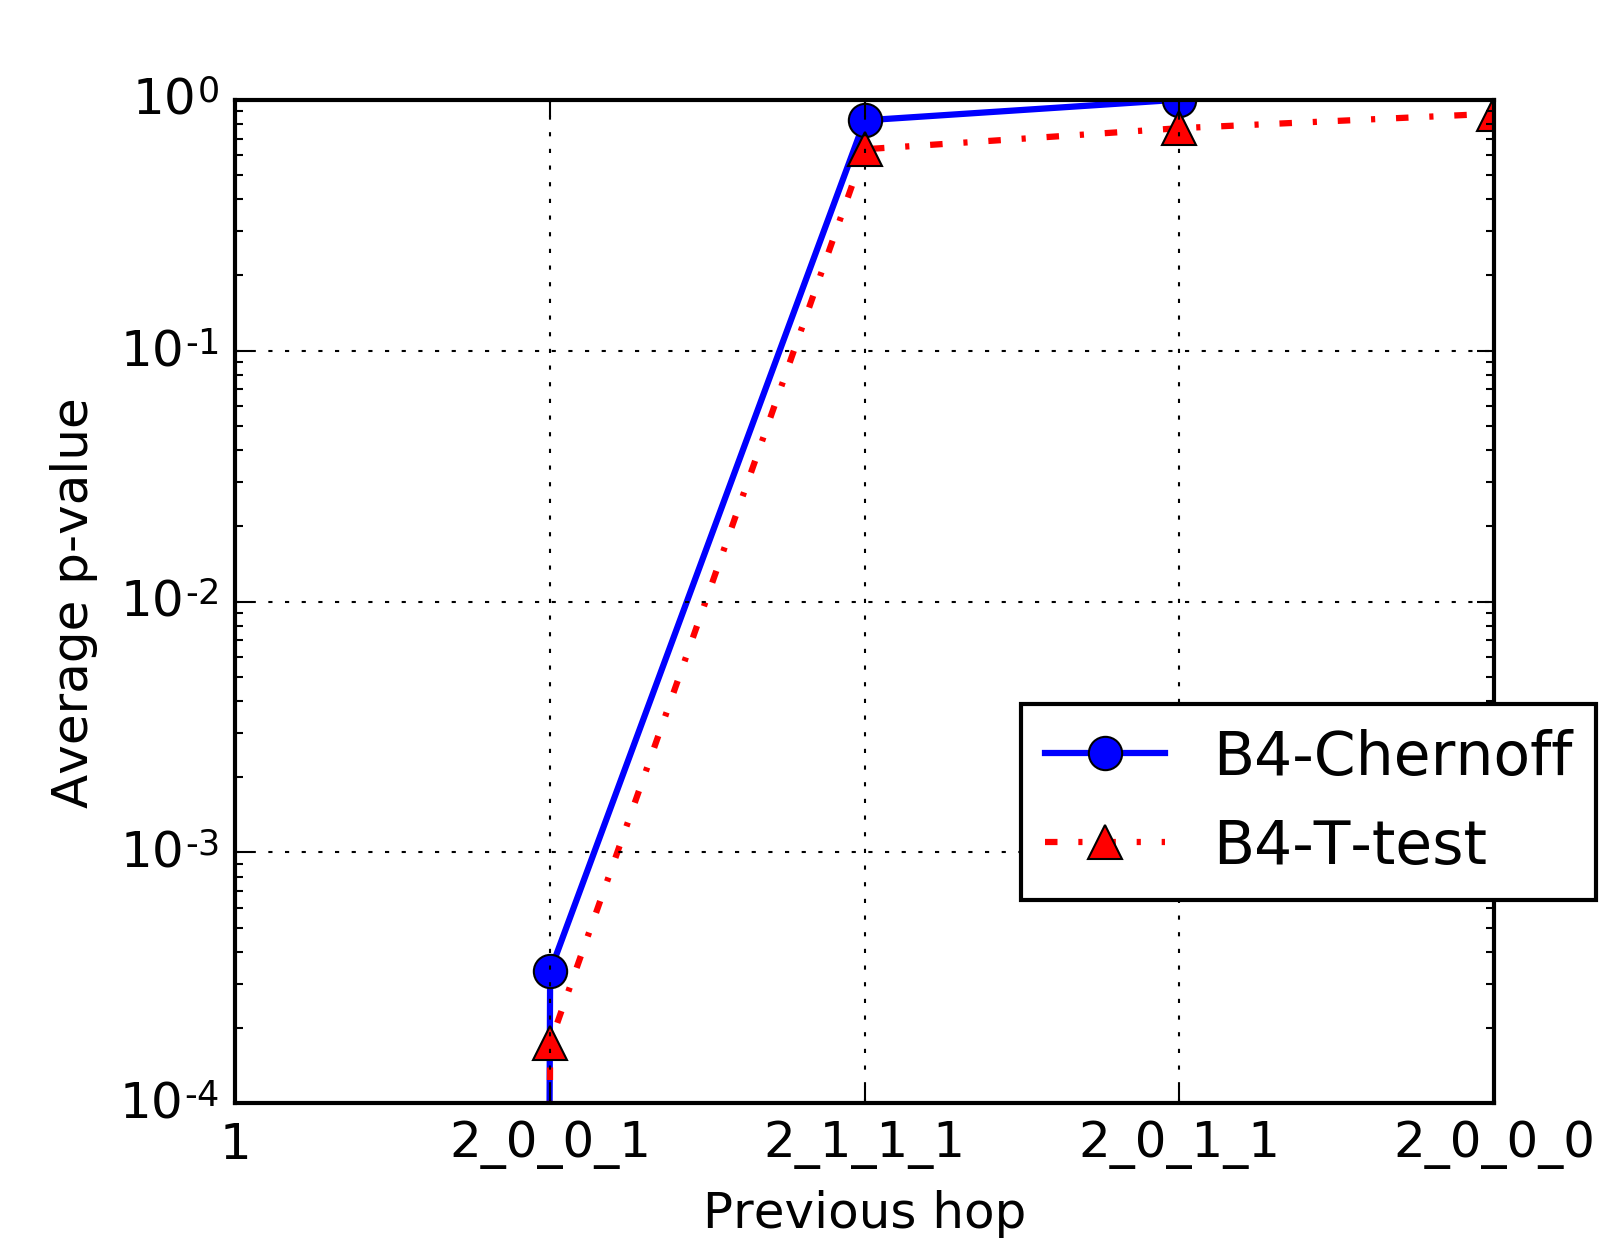 10^0
10^-1
10^-2
10^-3
10^-4
Average p-value
B4-Chernoff
B4-T-test
1 2_0_0_1 2_1_1_1 2_0_1_1 2_0_0_0
Previous hop